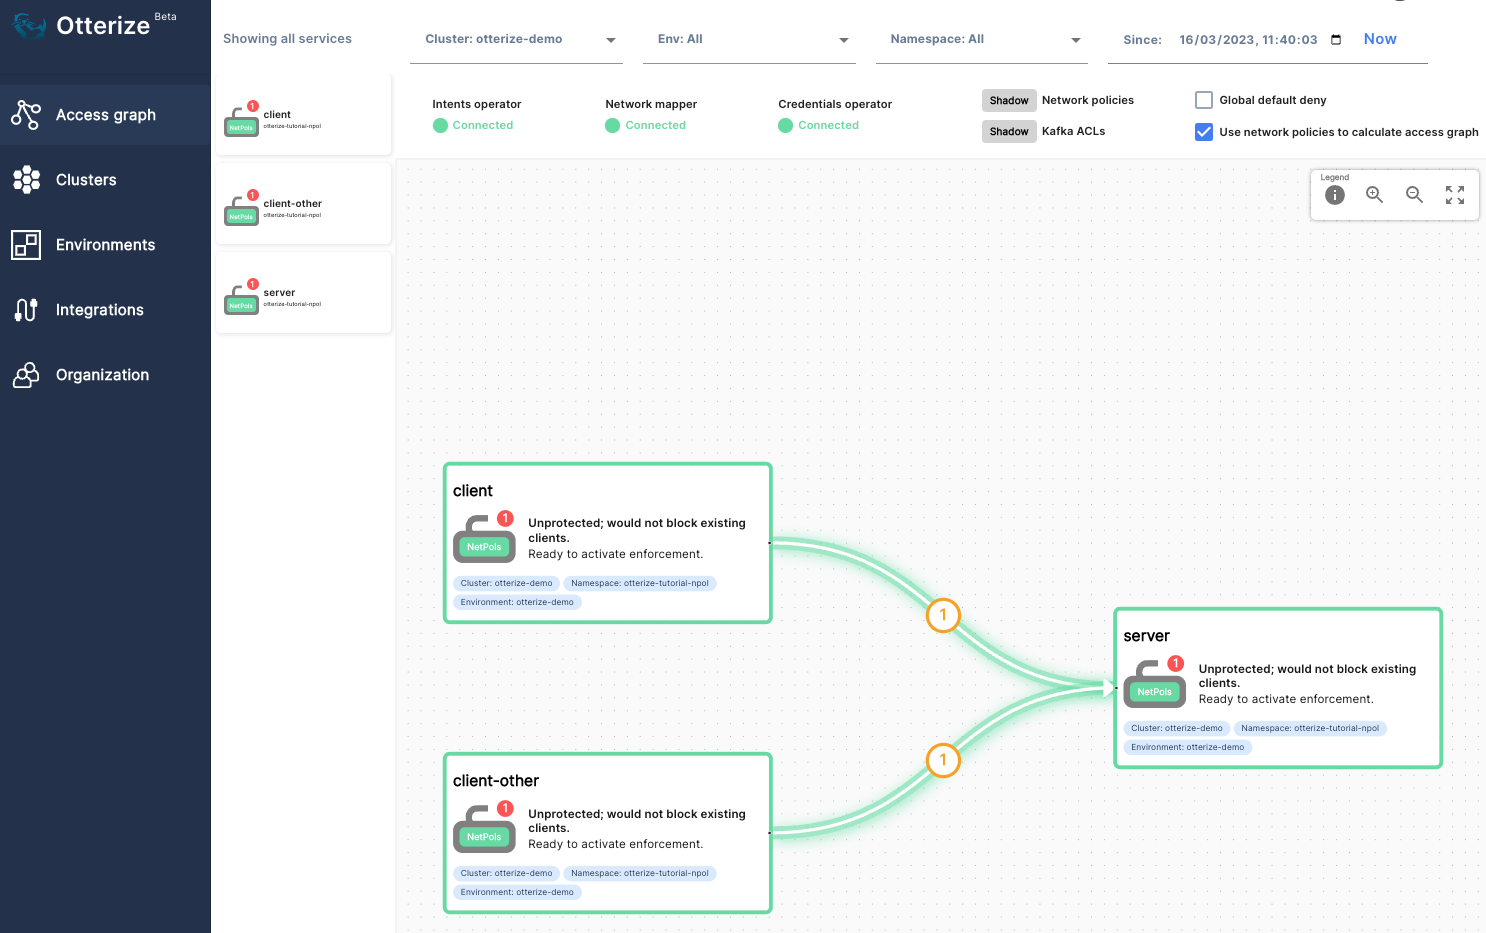 Otterize Beta
Access graph
Clusters
Environments
Integrations
Organization
Showing all services
Cluster: otterize-demo
Env: All
Namespace: All
Since: 16/03/2023, 11:40:03 Now
Intents operator
Connected
Network mapper
Connected
Credentials operator
Connected
Shadow Network policies
Shadow Kafka ACLs
Global default deny
Use network policies to calculate access graph
1
NetPols
client
otterize-tutorial-npol
1
NetPols
client-other
otterize-tutorial-npol
1
NetPols
server
otterize-tutorial-npol
Legend
client
1
NetPols
Unprotected; would not block existing
clients.
Ready to activate enforcement.
Cluster: otterize-demo Namespace: otterize-tutorial-npol
Environment: otterize-demo
1
server
1
NetPols
Unprotected; would not block existing
clients.
Ready to activate enforcement.
Cluster: otterize-demo Namespace: otterize-tutorial-npol
Environment: otterize-demo
1
client-other
1
NetPols
Unprotected; would not block existing
clients.
Ready to activate enforcement.
Cluster: otterize-demo Namespace: otterize-tutorial-npol
Environment: otterize-demo